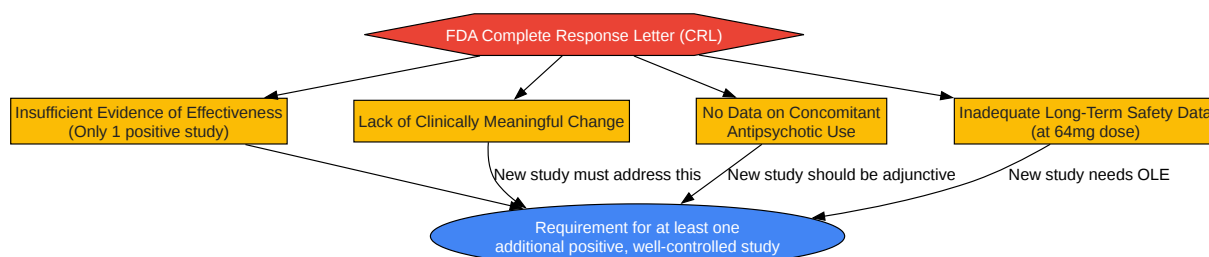 FDA Complete Response Letter (CRL)
Insufficient Evidence of Effectiveness
(Only 1 positive study)
Lack of Clinically Meaningful Change
No Data on Concomitant
Antipsychotic Use
Inadequate Long-Term Safety Data
(at 64mg dose)
New study must address this
New study should be adjunctive
New study needs OLE
Requirement for at least one
additional positive, well-controlled study